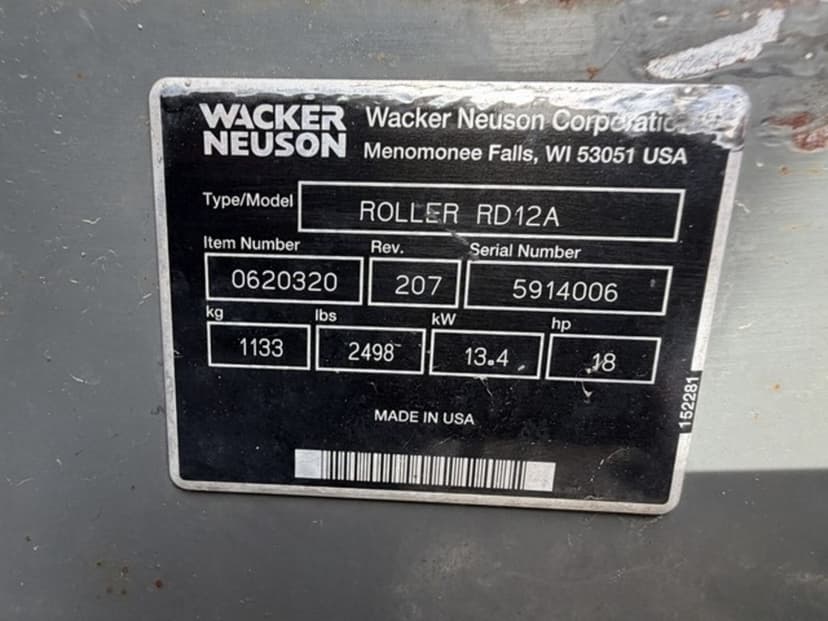 WACKER NEUSON
Wacker Neuson
Menomonee Falls, WI 53051 USA
Type/Model ROLLER RD12A
Item Number Rev. Serial Number
0620320 207 5914006
kg lbs kW hp
1133 2498 13.4 18
152281
MADE IN USA